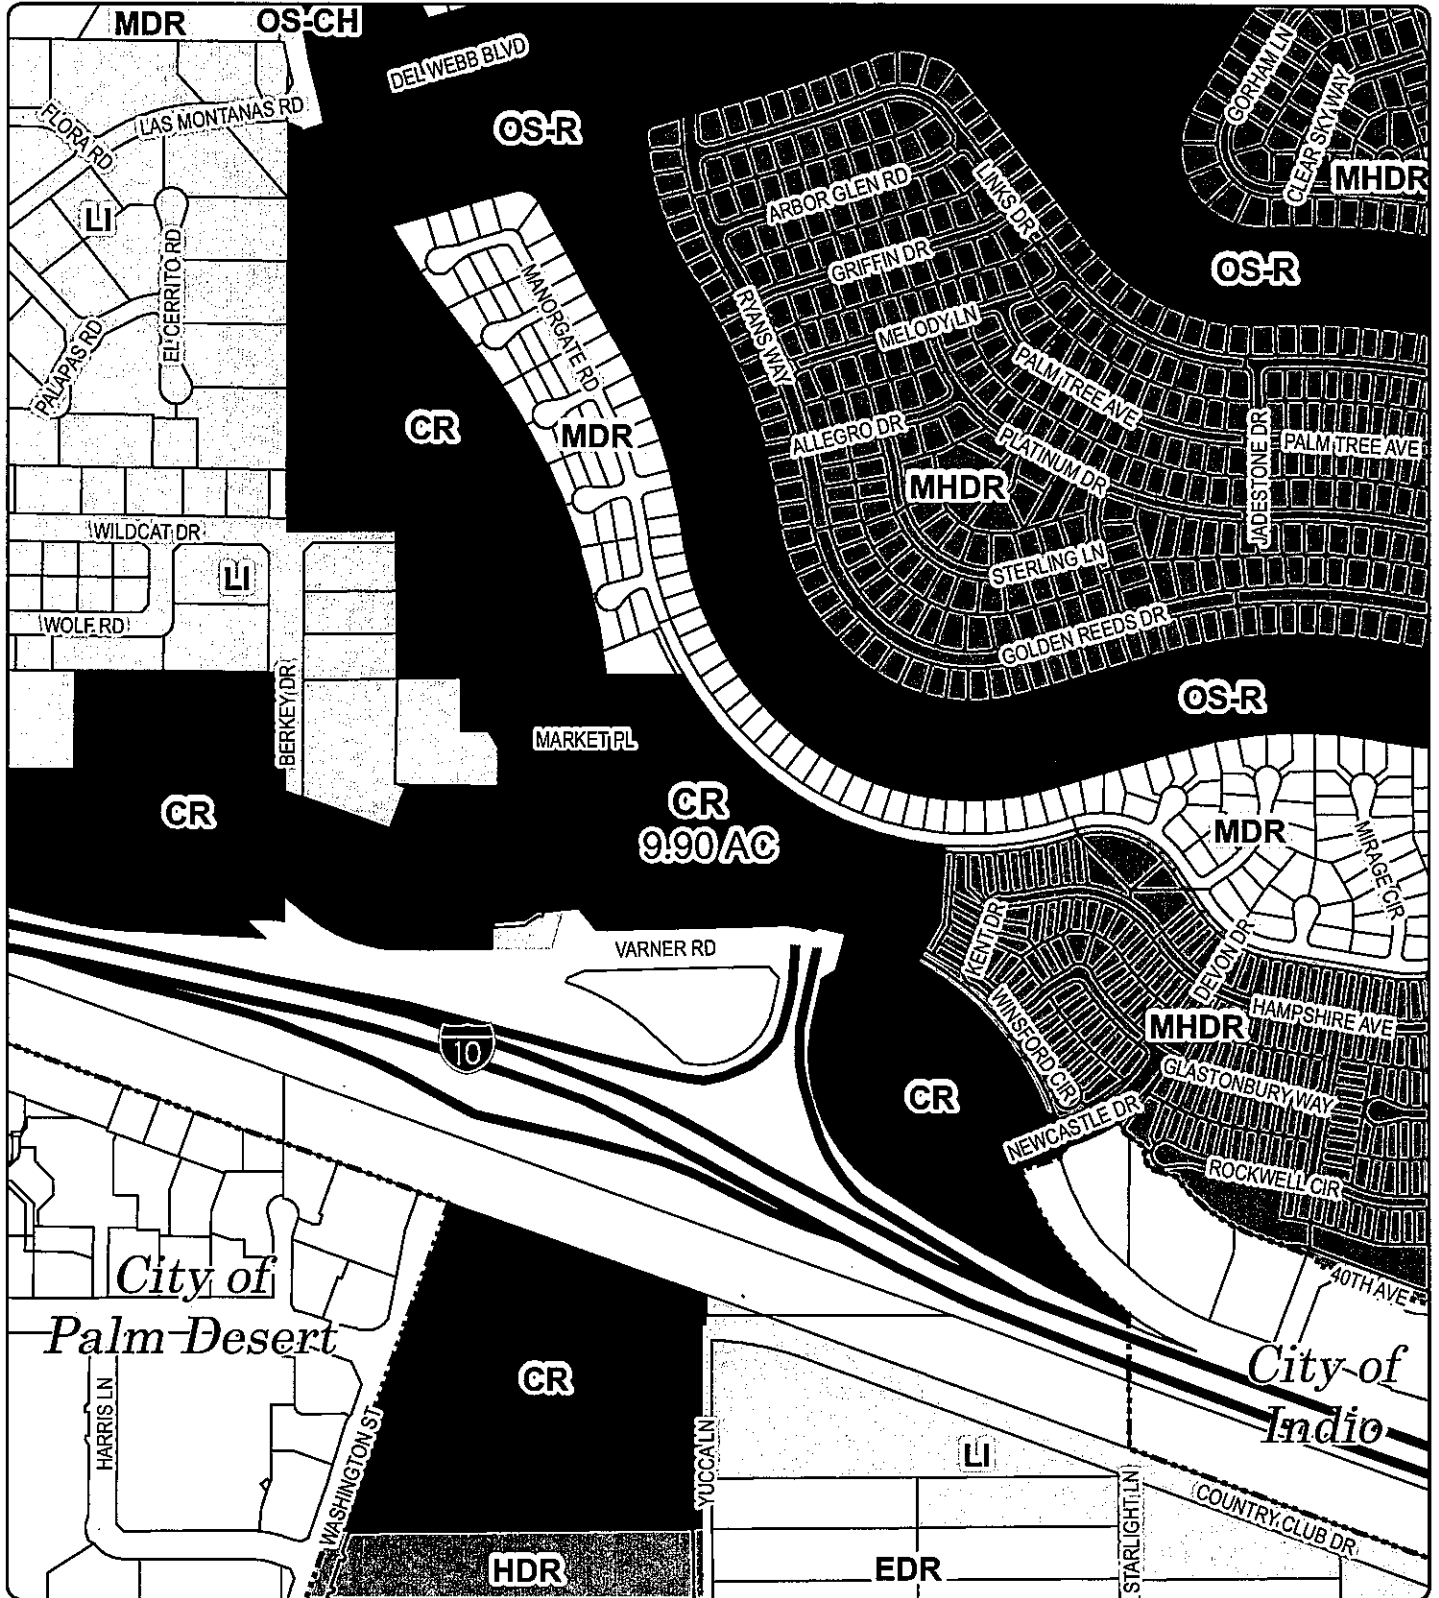 MDR
OS-CH
DEL WEBB BLVD
GORHAM LN
CLEAR SKY WAY
FLORA RD
LAS MONTANAS RD
OS-R
MHDR
LINKS DR
ARBOR GLEN RD
LI
EL CERRITO RD
GRIFFIN DR
OS-R
MANORGATE RD
RYANS WAY
MELODY LN
PALAPAS RD
PALM TREE AVE
CR
MDR
ALLEGRO DR
JADESTONE DR
PALM TREE AVE
PLATINUM DR
MHDR
WILDCAT DR
LI
STERLING LN
WOLF RD
GOLDEN REEDS DR
BERKEY DR
OS-R
MARKET PL
CR
CR
9.90 AC
MDR
MIRAGE CIR
KENT DR
VARNER RD
DEVON DR
WINSFORD CIR
HAMPSHIRE AVE
MHDR
10
GLASTONBURY WAY
CR
NEWCASTLE DR
ROCKWELL CIR
City of
Palm Desert
40TH AVE
City of
Indio
CR
HARRIS LN
WASHINGTON ST
YUCCA LN
LI
STARLIGHT LN
COUNTRY CLUB DR
HDR
EDR